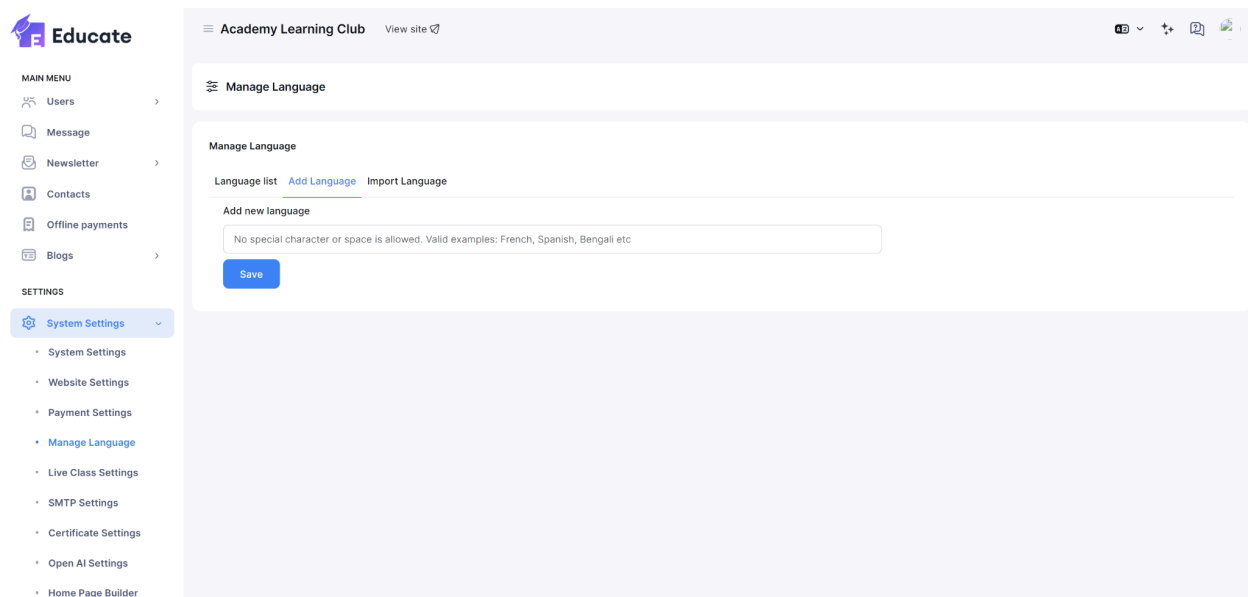 Educate
Academy Learning Club
View site
MAIN MENU
Users
Message
Newsletter
Contacts
Offline payments
Blogs
SETTINGS
System Settings
System Settings
Website Settings
Payment Settings
Manage Language
Live Class Settings
SMTP Settings
Certificate Settings
Open AI Settings
Home Page Builder
Manage Language
Manage Language
Language list Add Language Import Language
Add new language
No special character or space is allowed. Valid examples: French, Spanish, Bengali etc
Save